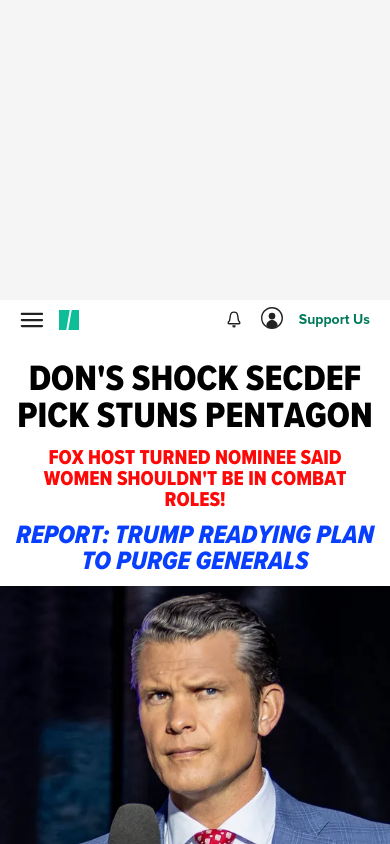 Support Us
DON'S SHOCK SECDEF
PICK STUNS PENTAGON
FOX HOST TURNED NOMINEE SAID
WOMEN SHOULDN'T BE IN COMBAT
ROLES!
REPORT: TRUMP READYING PLAN
TO PURGE GENERALS